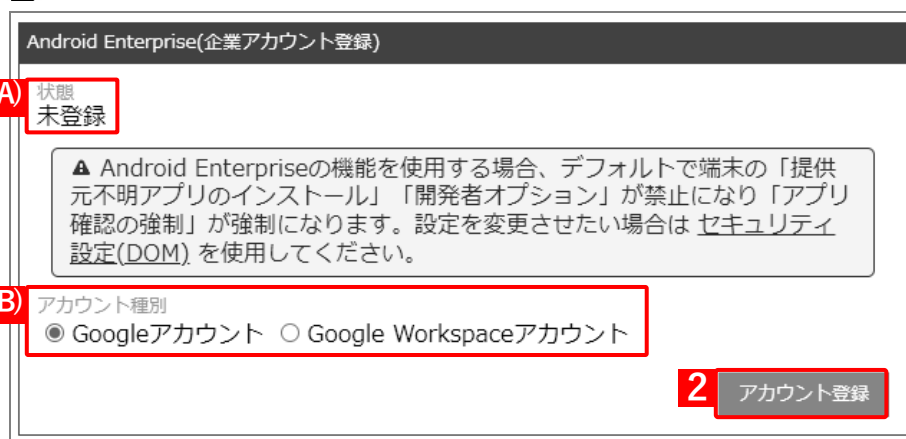 Android Enterprise(企業アカウント登録)
A)
状態
未登録
▲ Android Enterpriseの機能を使用する場合、デフォルトで端末の「提供
元不明アプリのインストール」「開発者オプション」が禁止になり「アプリ
確認の強制」が強制になります。設定を変更させたい場合は セキュリティ
設定(DOM) を使用してください。
B)
アカウント種別
Googleアカウント Google Workspaceアカウント
2 アカウント登録